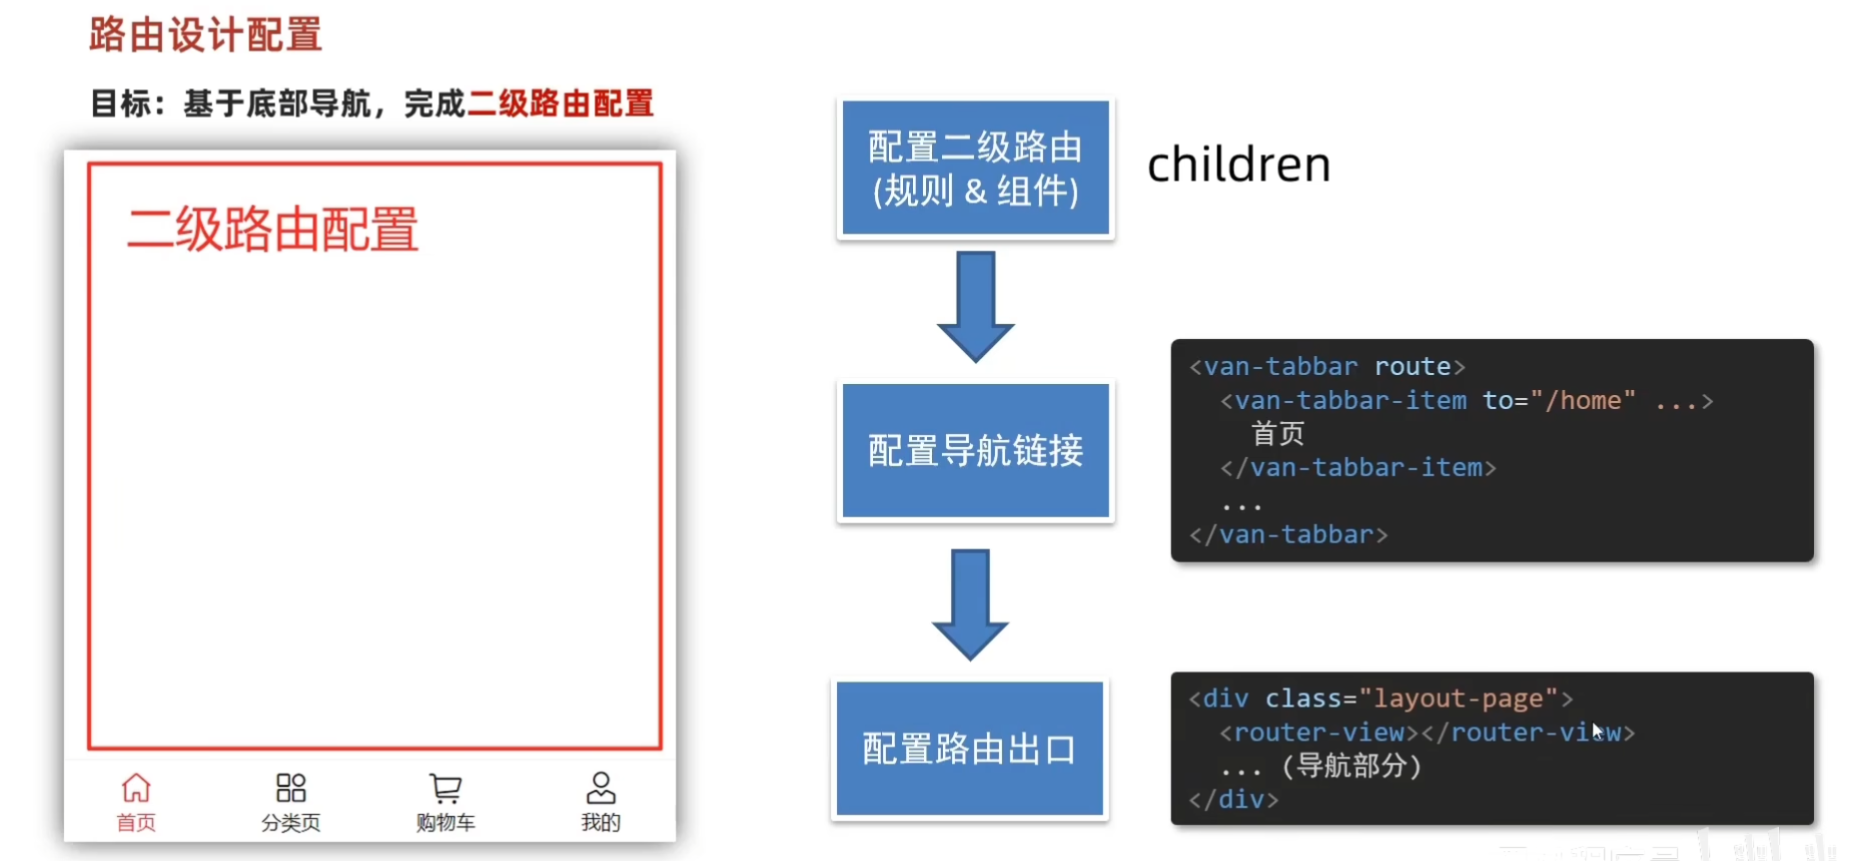 路由设计配置
目标：基于底部导航，完成二级路由配置
二级路由配置
首页
分类页
购物车
我的
配置二级路由
(规则 & 组件)
children
配置导航链接
<van-tabbar route>
<van-tabbar-item to="/home" ...>
首页
</van-tabbar-item>
...
</van-tabbar>
配置路由出口
<div class="layout-page">
<router-view></router-view>
... (导航部分)
</div>